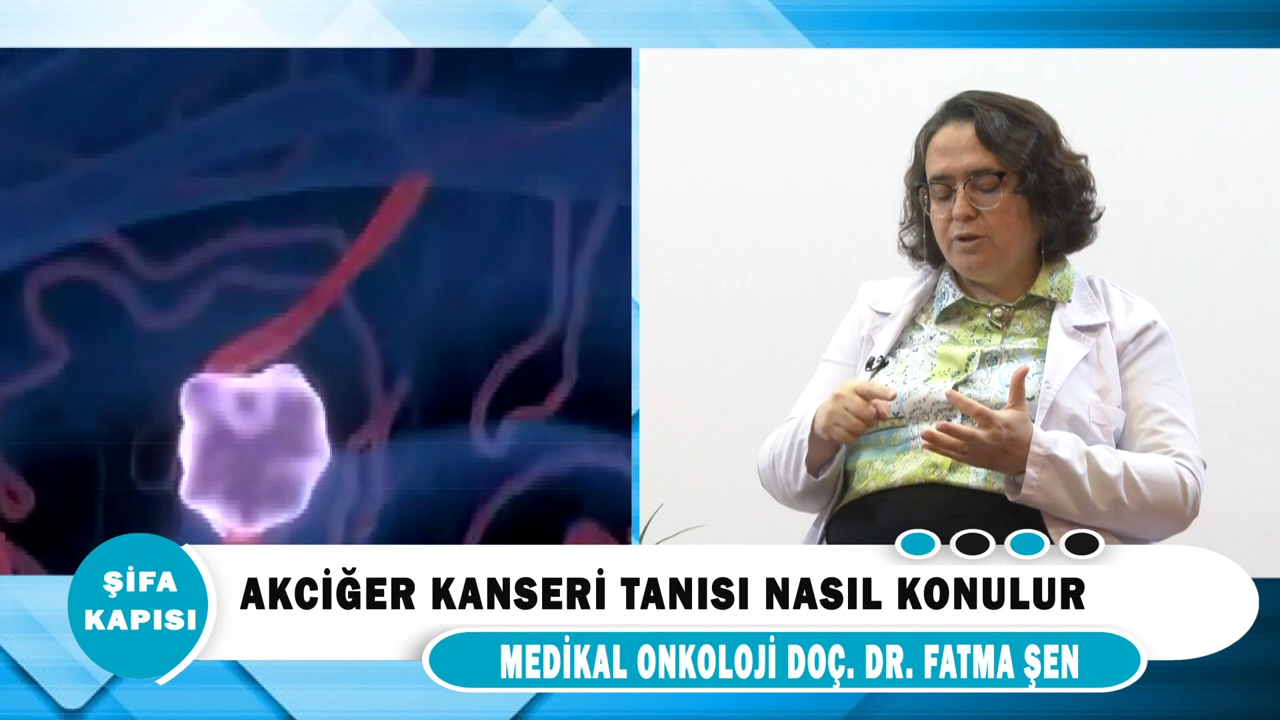 ŞİFA
KAPISI
AKCİĞER KANSERİ TANISI NASIL KONULUR
MEDİKAL ONKOLOJİ DOÇ. DR. FATMA ŞEN